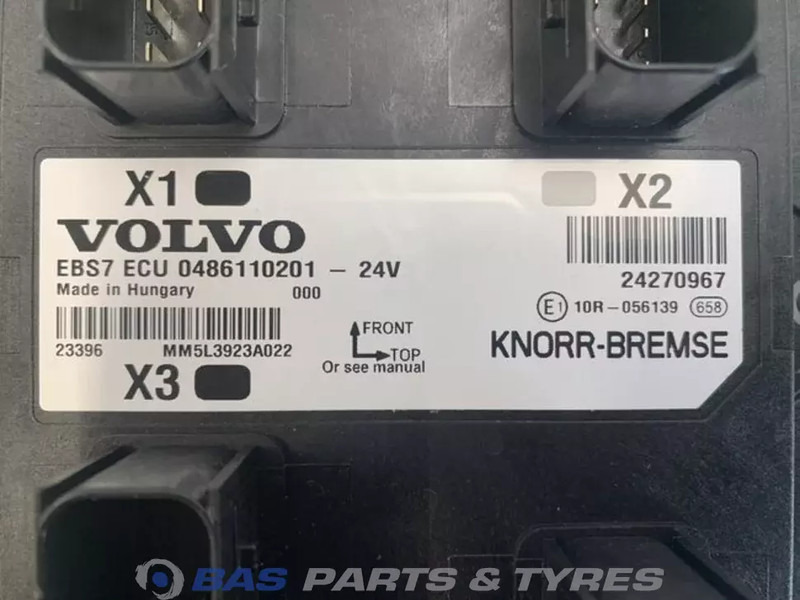 X1
X2
VOLVO
EBS7 ECU 0486110201 - 24V
Made in Hungary 000
24270967
E1 10R-056139 658
23396 MM5L3923A022
FRONT
TOP
Or see manual
KNORR-BREMSE
X3
BAS PARTS & TYRES